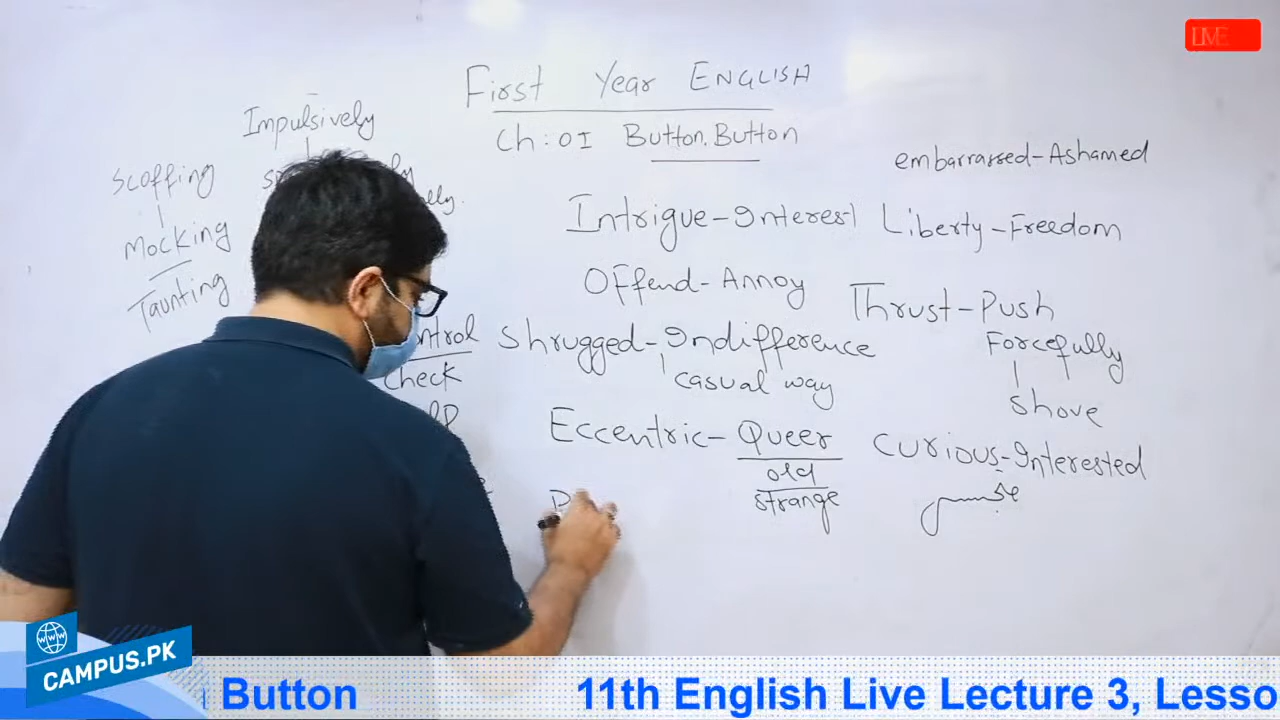 LIVE
First Year ENGLISH
Ch: 01 Button. Button
Impulsively
Scoffing
Mocking
Taunting
embarrassed-Ashamed
Intrigue-Interest
Liberty-Freedom
Offend-Annoy
Thrust-Push
Forcefully
shove
Shrugged-Indifference
casual way
check
Eccentric-Queer
old
strange
Curious-Interested
CAMPUS.PK
Button
11th English Live Lecture 3, Lesso